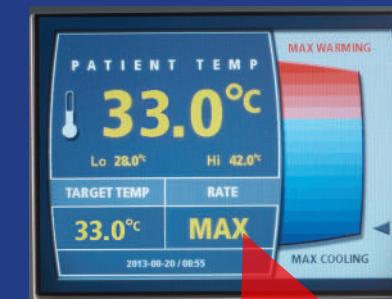 PATIENT TEMP
MAX WARMING
33.0°C
Lo 28.0°C Hi 42.0°C
TARGET TEMP RATE
33.0°C MAX
2013-08-20 / 08:55
MAX COOLING